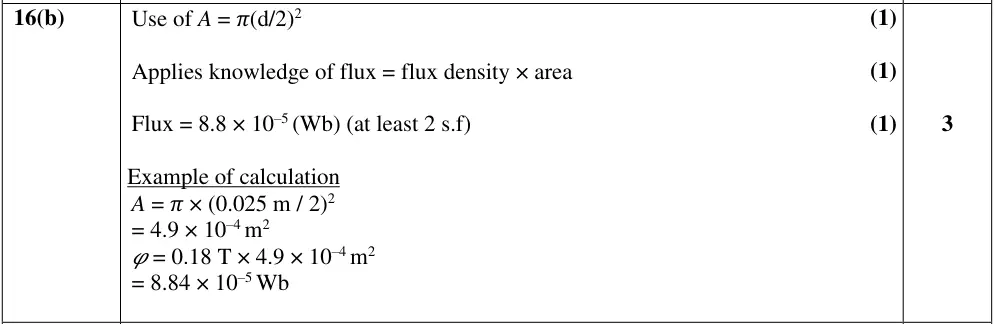 16(b) Use of A = π(d/2)² (1)
Applies knowledge of flux = flux density × area (1)
Flux = 8.8 × 10⁻⁵ (Wb) (at least 2 s.f) (1) 3
Example of calculation
A = π × (0.025 m / 2)²
= 4.9 × 10⁻⁴ m²
φ = 0.18 T × 4.9 × 10⁻⁴ m²
= 8.84 × 10⁻⁵ Wb